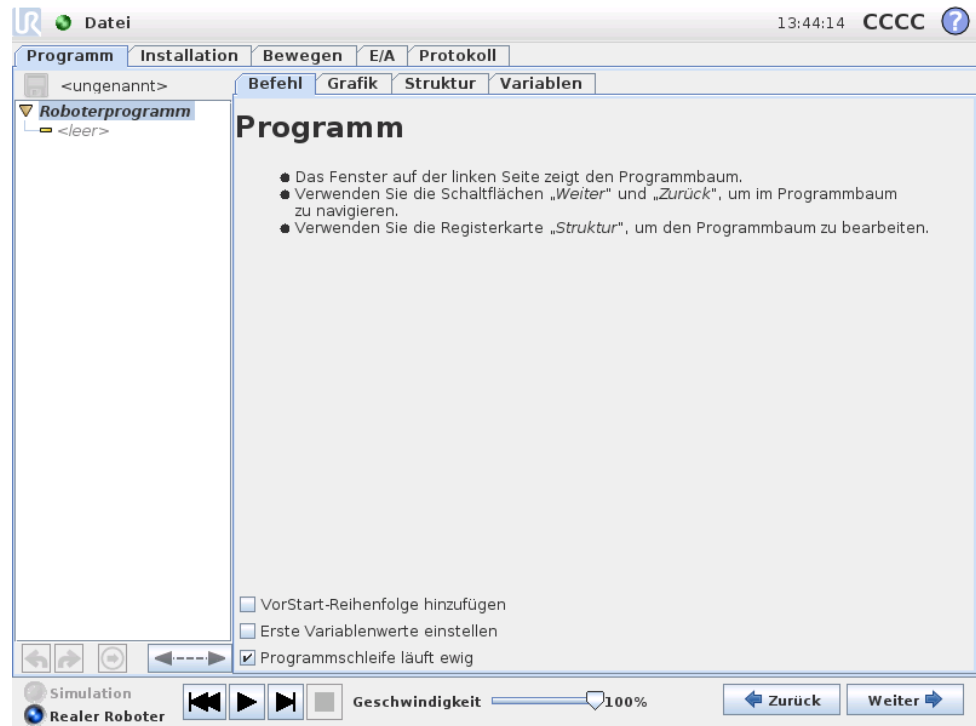 UR Datei 13:44:14 CCCC ?
Programm Installation Bewegen E/A Protokoll
<ungenannt> Befehl Grafik Struktur Variablen
Roboterprogramm
<leer>
Programm
Das Fenster auf der linken Seite zeigt den Programmbaum.
Verwenden Sie die Schaltflächen „Weiter" und „Zurück", um im Programmbaum
zu navigieren.
Verwenden Sie die Registerkarte „Struktur", um den Programmbaum zu bearbeiten.
VorStart-Reihenfolge hinzufügen
Erste Variablenwerte einstellen
Programmschleife läuft ewig
Simulation
Realer Roboter
Geschwindigkeit 100% Zurück Weiter